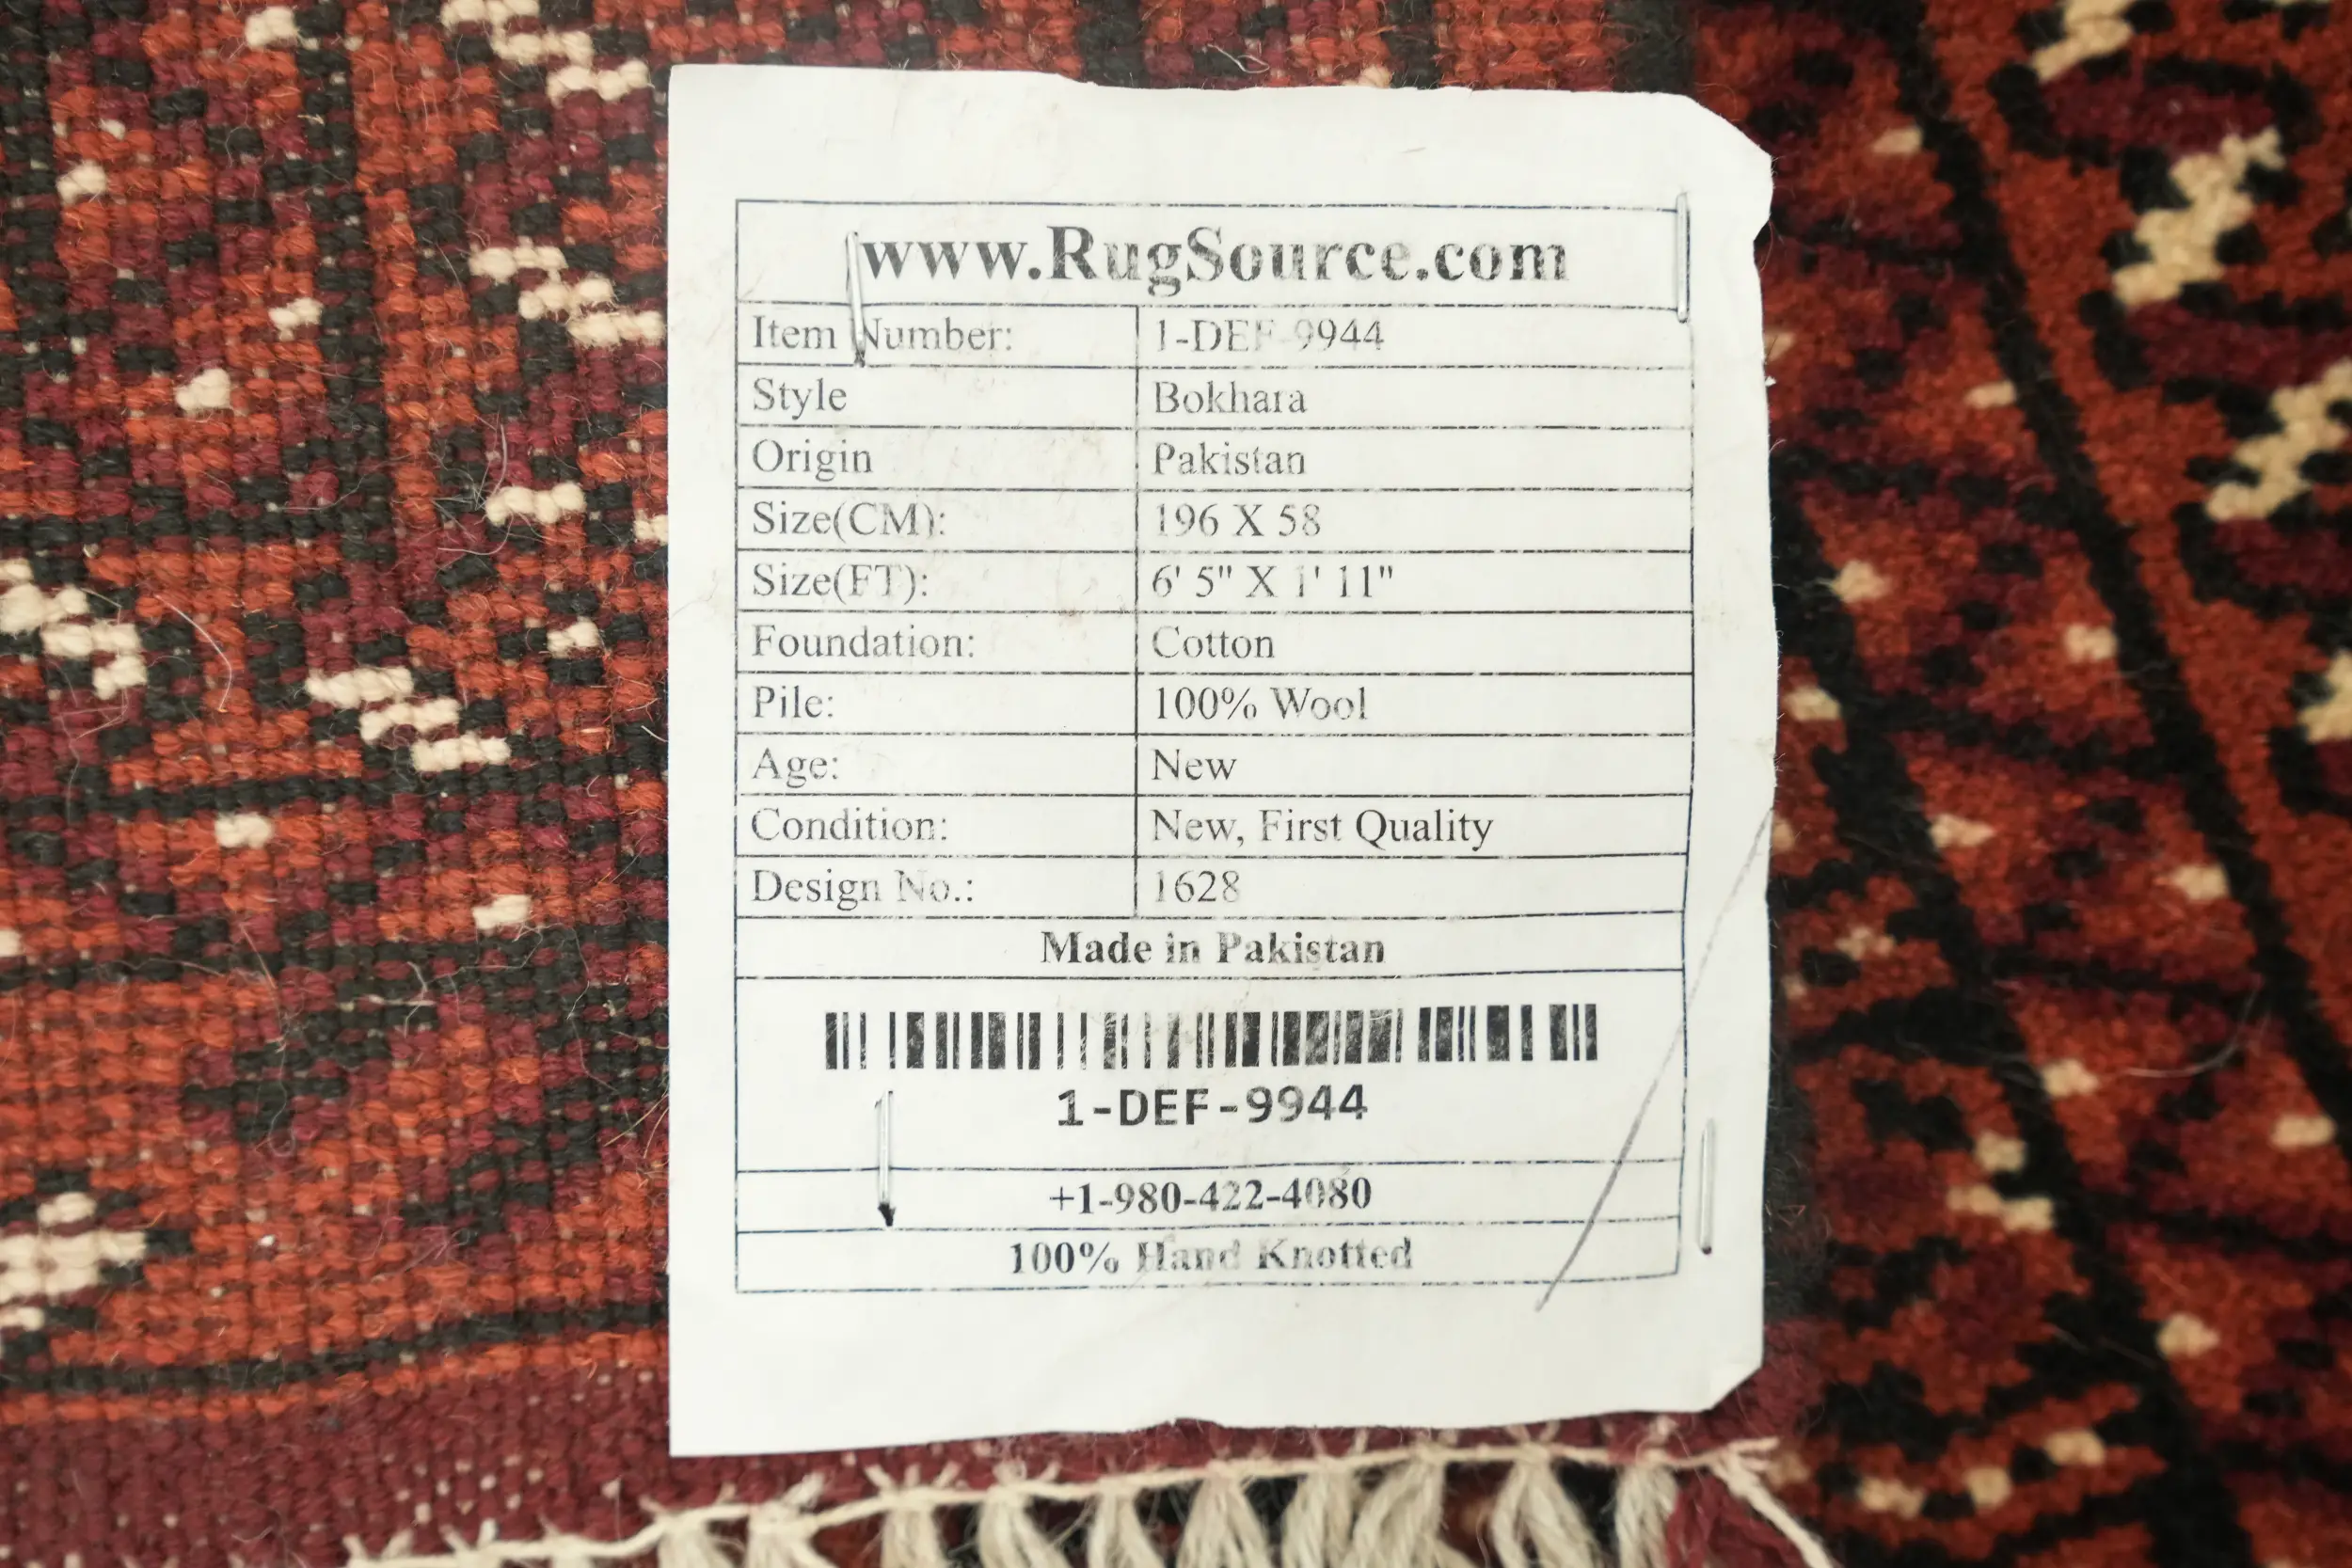 www.RugSource.com
Item Number: 1-DEF-9944
Style Bokhara
Origin Pakistan
Size(CM): 196 X 58
Size(FT): 6' 5" X 1' 11"
Foundation: Cotton
Pile: 100% Wool
Age: New
Condition: New, First Quality
Design No.: 1628
Made in Pakistan
1-DEF-9944
+1-980-422-4080
100% Hand Knotted